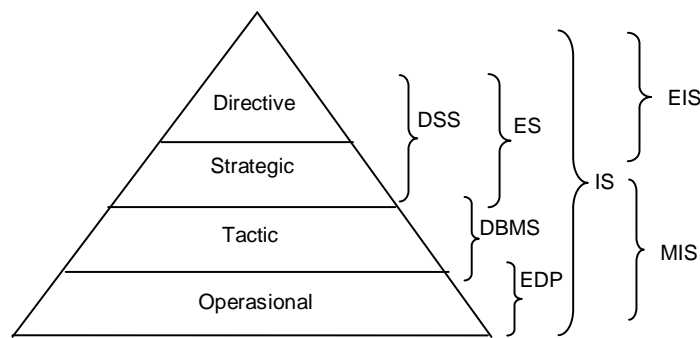 Directive
Strategic
Tactic
Operasional
DSS
ES
DBMS
EDP
IS
EIS
MIS